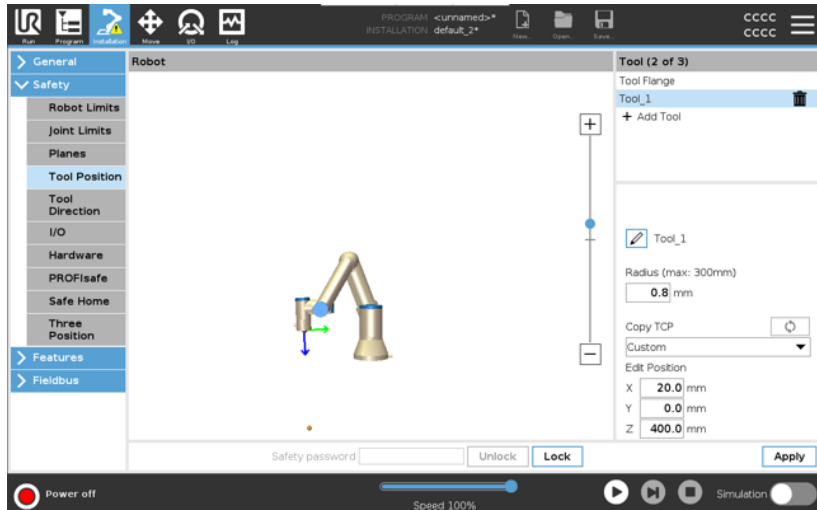 UR
PROGRAM <unnamed>*
INSTALLATION default_2*
cccc
cccc
Run
Program
Installation
Move
I/O
Log
New...
Open...
Save...
General
Safety
Robot Limits
Joint Limits
Planes
Tool Position
Tool
Direction
I/O
Hardware
PROFIsafe
Safe Home
Three
Position
Features
Fieldbus
Robot
+
−
Tool (2 of 3)
Tool Flange
Tool_1
+ Add Tool
Tool_1
Radius (max: 300mm)
0.8 mm
Copy TCP
Custom
Edit Position
X 20.0 mm
Y 0.0 mm
Z 400.0 mm
Safety password
Unlock
Lock
Apply
Power off
Speed 100%
Simulation